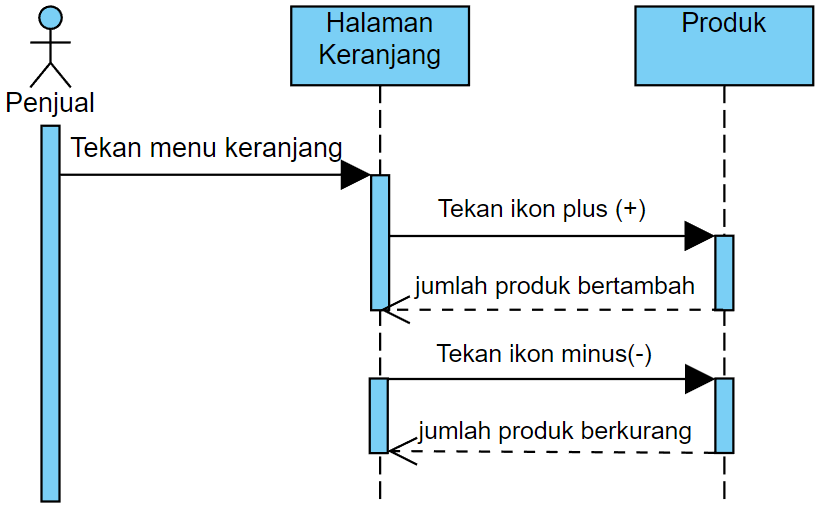 Halaman
Keranjang
Produk
Penjual
Tekan menu keranjang
Tekan ikon plus (+)
jumlah produk bertambah
Tekan ikon minus(-)
jumlah produk berkurang